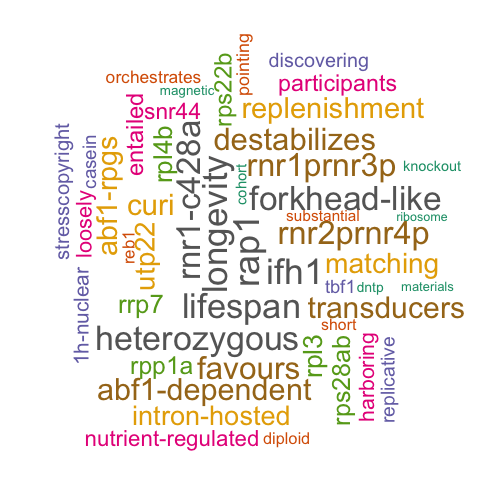 discovering
orchestrates
pointing
magnetic
participants
rps22b
snr44
replenishment
entailed
stresscopyright
casein
rpl4b
destabilizes
abf1-rpgs
rnr1-c428a
rnr1prnr3p
knockout
longevity
cohort
forkhead-like
loosely
curi
rap1
substantial
ribosome
reb1
utp22
rnr2prnr4p
1h-nuclear
ifh1
matching
tbf1
dntp
materials
rrp7
lifespan
transducers
short
heterozygous
rpl3
rps28ab
harboring
replicative
rpp1a
favours
abf1-dependent
intron-hosted
nutrient-regulated
diploid